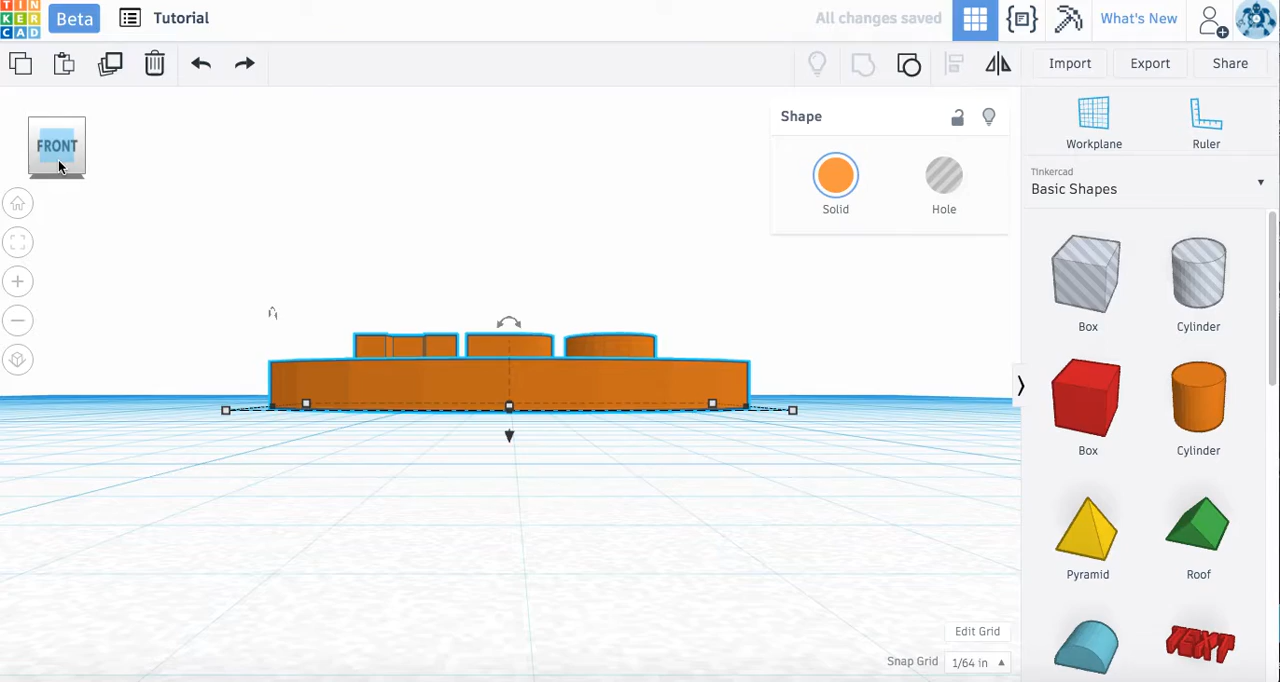 TIN
KER
CAD
Beta
Tutorial
All changes saved
What's New
Import
Export
Share
FRONT
Shape
Solid
Hole
Workplane
Ruler
Tinkercad
Basic Shapes
Box
Cylinder
Box
Cylinder
Pyramid
Roof
TEXT
Edit Grid
Snap Grid
1/64 in